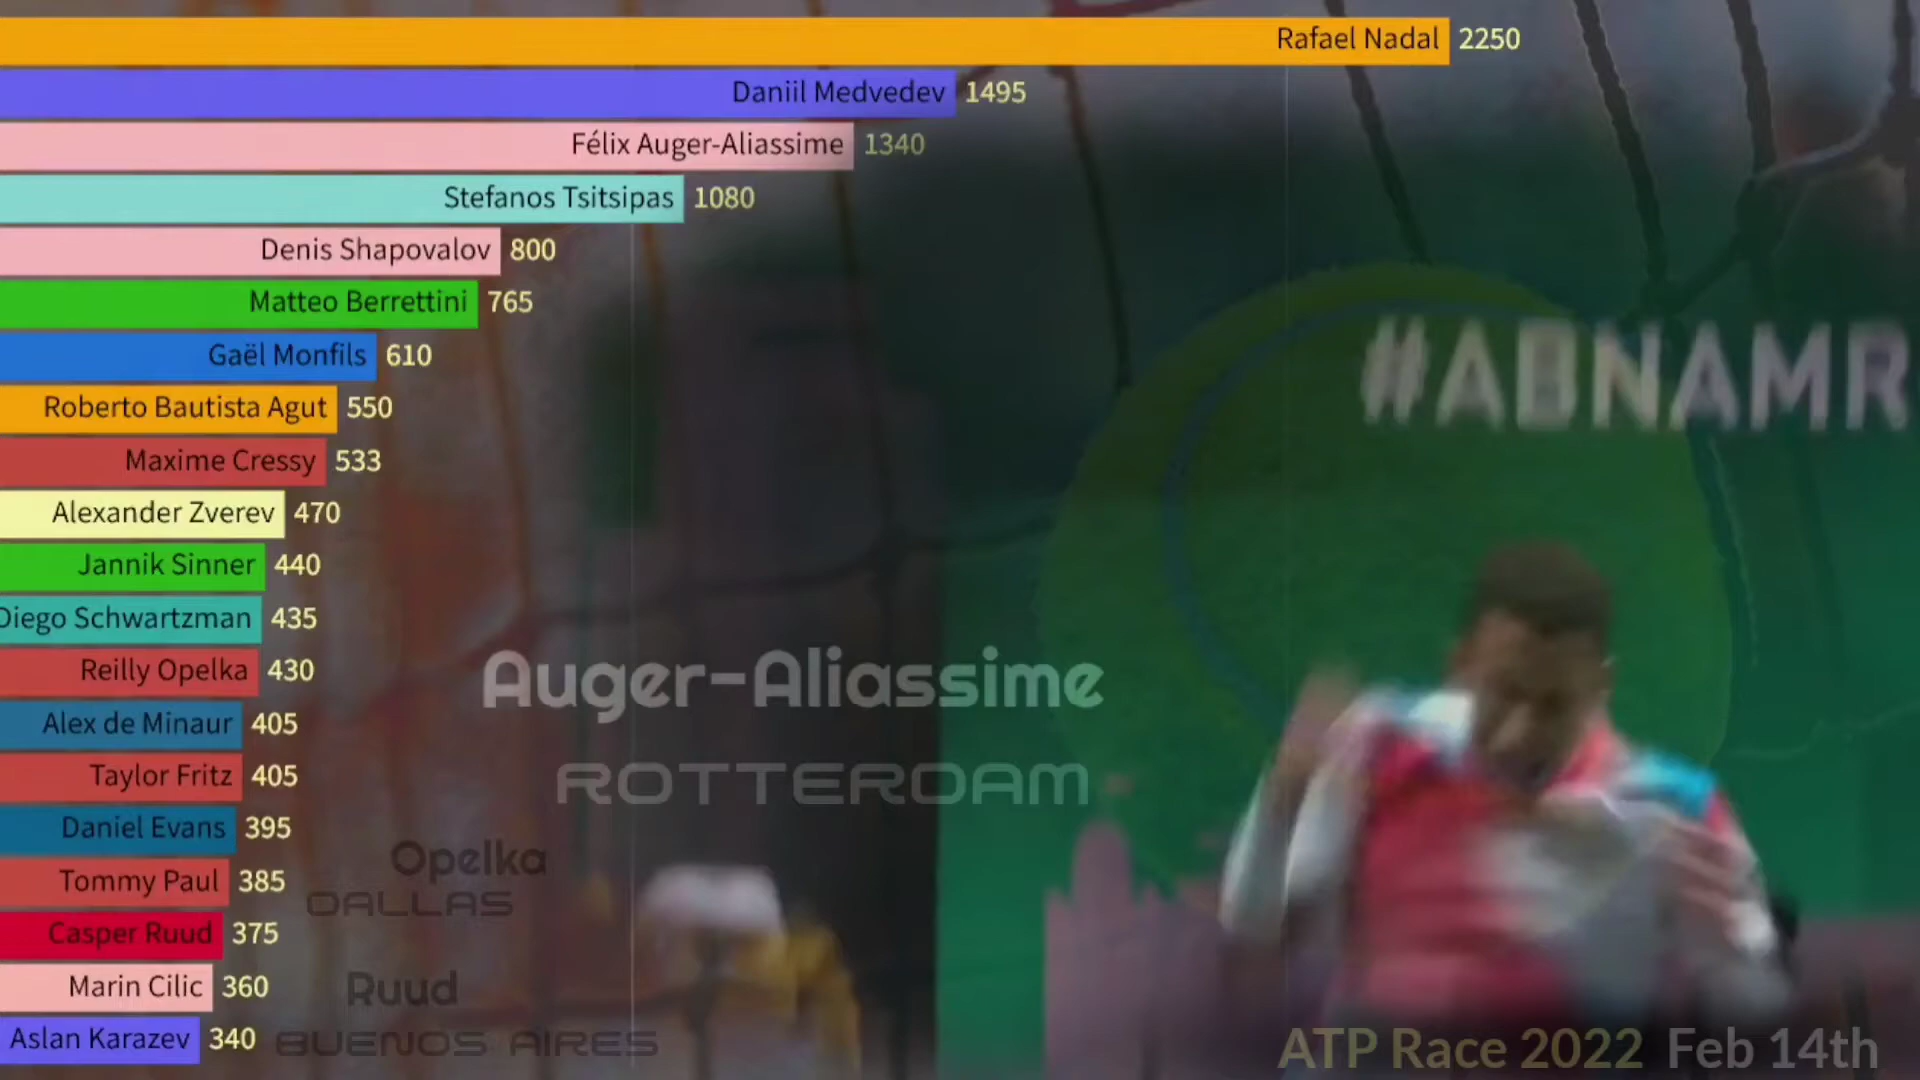 Rafael Nadal 2250
Daniil Medvedev 1495
Félix Auger-Aliassime 1340
Stefanos Tsitsipas 1080
Denis Shapovalov 800
Matteo Berrettini 765
Gaël Monfils 610
#ABNAMR
Roberto Bautista Agut 550
Maxime Cressy 533
Alexander Zverev 470
Jannik Sinner 440
Diego Schwartzman 435
Reilly Opelka 430
Alex de Minaur 405
Taylor Fritz 405
Daniel Evans 395
Tommy Paul 385
Casper Ruud 375
Marin Cilic 360
Aslan Karazev 340
Auger-Aliassime
ROTTERDAM
Opelka
DALLAS
Ruud
BUENOS AIRES
ATP Race 2022 Feb 14th